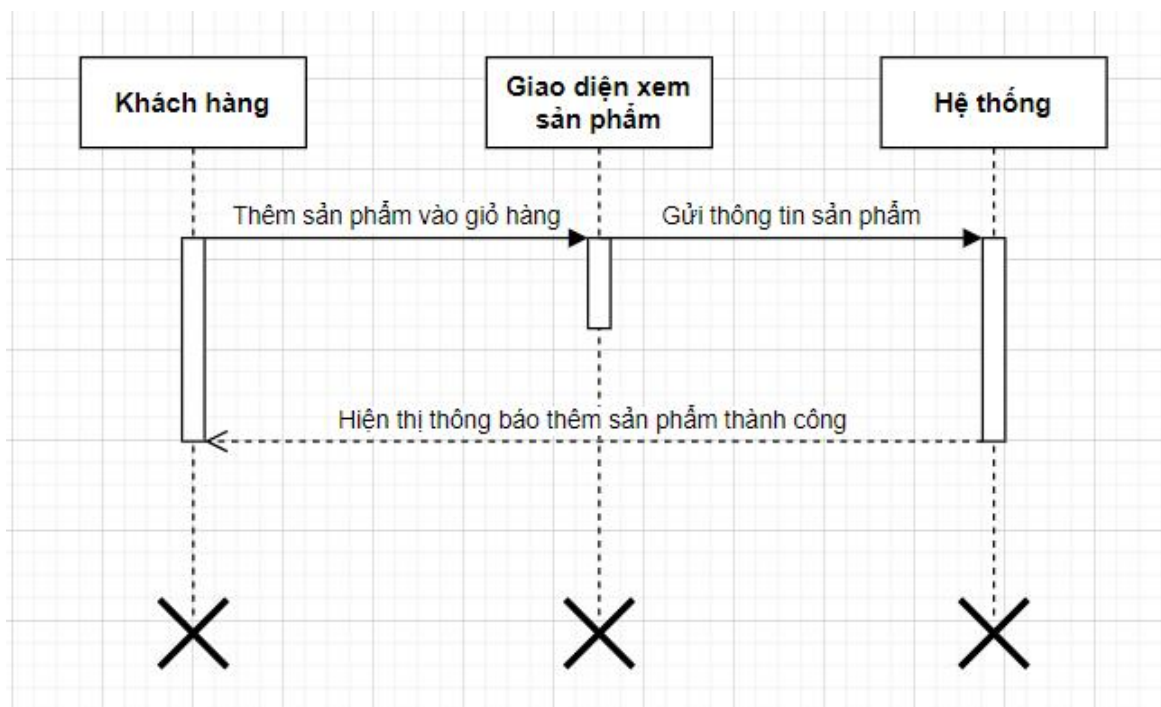 Khách hàng
Giao diện xem
sản phẩm
Hệ thống
Thêm sản phẩm vào giỏ hàng
Gửi thông tin sản phẩm
Hiện thị thông báo thêm sản phẩm thành công